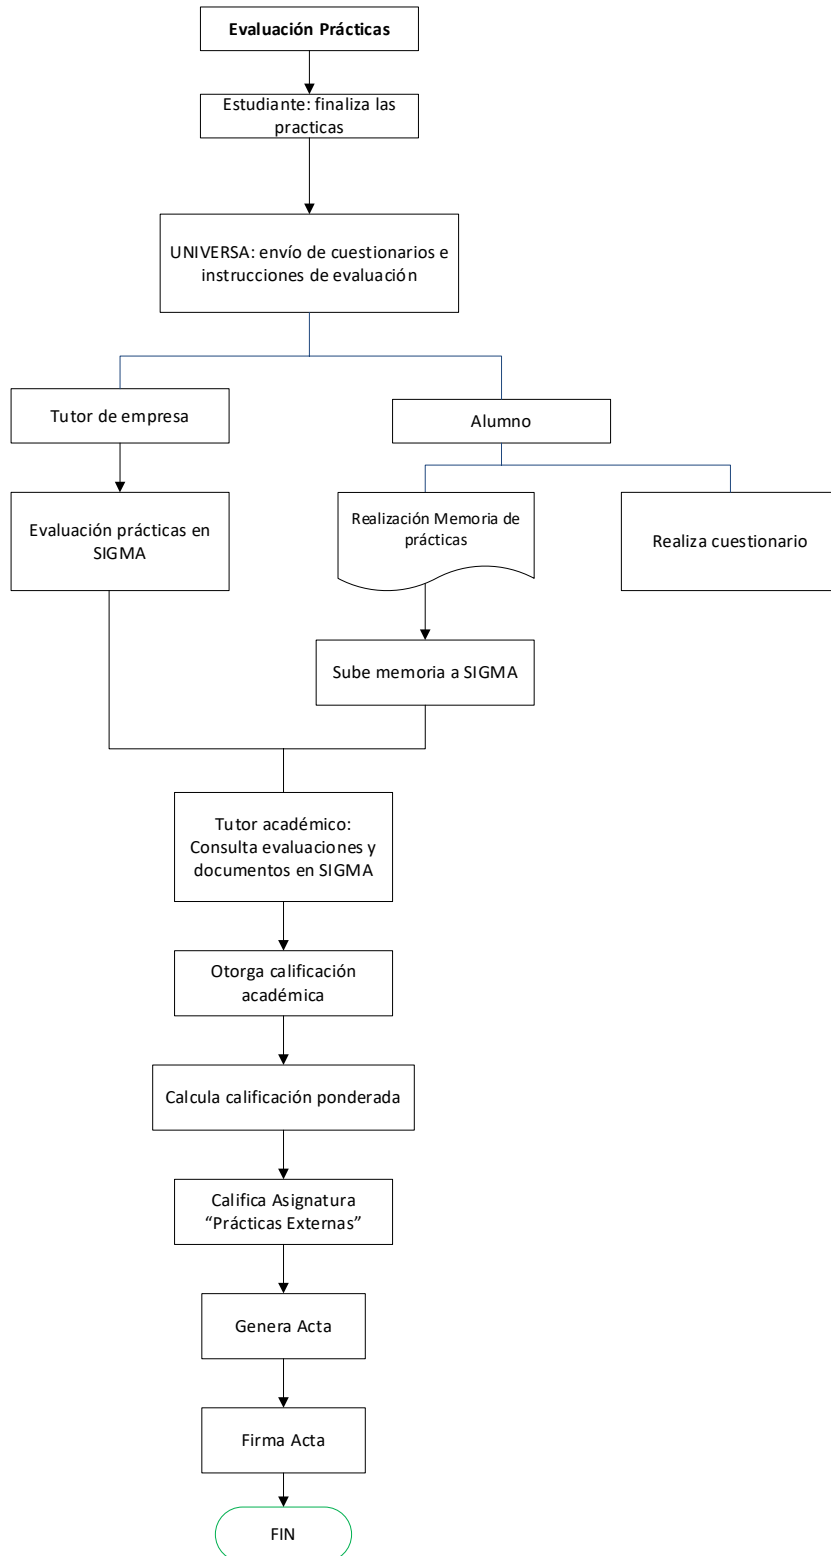 Evaluación Prácticas
Estudiante: finaliza las
practicas
UNIVERSA: envío de cuestionarios e
instrucciones de evaluación
Tutor de empresa
Alumno
Evaluación prácticas en
SIGMA
Realización Memoria de
prácticas
Realiza cuestionario
Sube memoria a SIGMA
Tutor académico:
Consulta evaluaciones y
documentos en SIGMA
Otorga calificación
académica
Calcula calificación ponderada
Califica Asignatura
“Prácticas Externas”
Genera Acta
Firma Acta
FIN